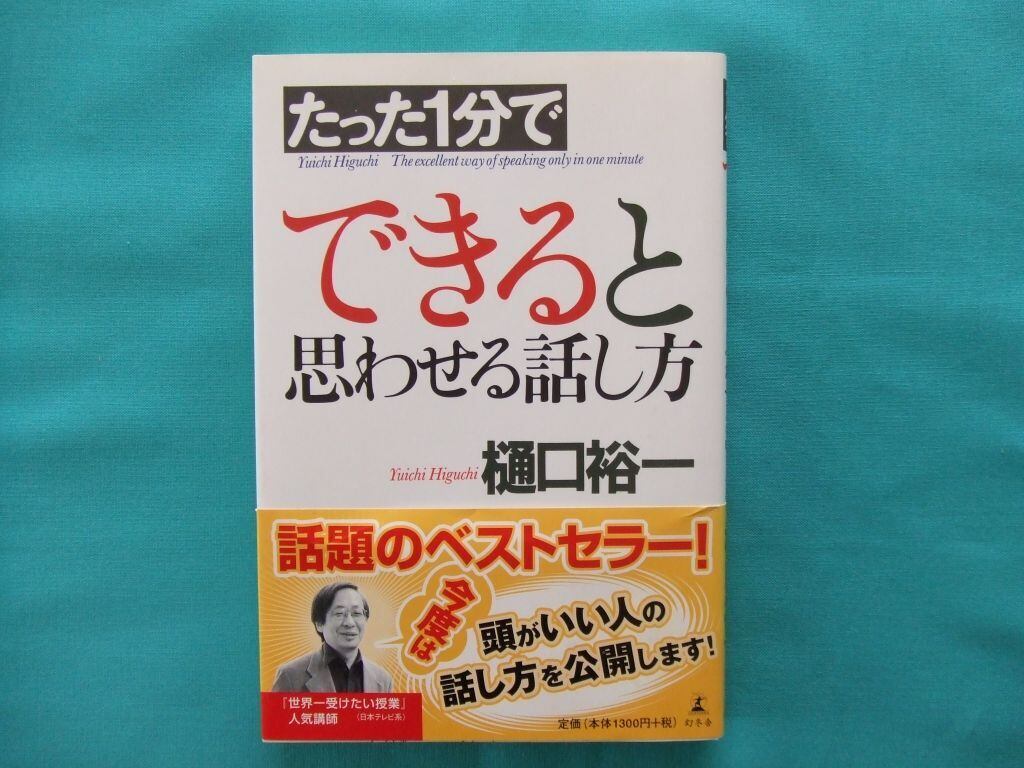 たった1分で
Yuichi Higuchi The excellent way of speaking only in one minute
できると
思わせる話し方
Yuichi Higuchi 樋口裕一
話題のベストセラー!
今度は
頭がいい人の
話し方を公開します!
「世界一受けたい授業」
人気講師 (日本テレビ系)
定価(本体1300円+税)
幻冬舎